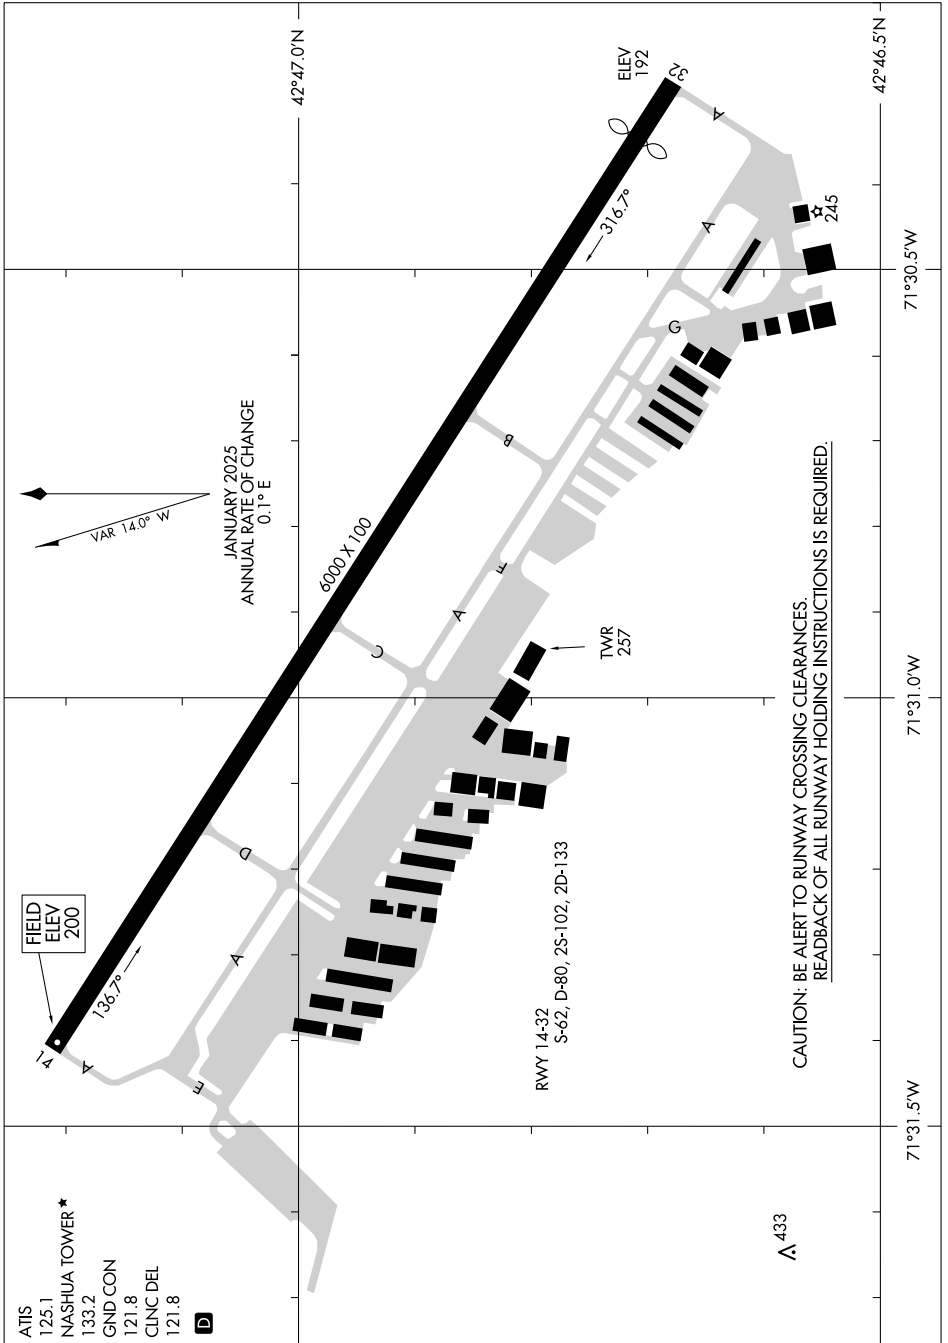 ATIS
125.1
NASHUA TOWER★
133.2
GND CON
121.8
CLNC DEL
121.8
D
FIELD
ELEV
200
14
136.7°
A
E
A
D
C
A
F
B
A
G
A
6000 X 100
316.7°
32
ELEV
192
VAR 14.0° W
JANUARY 2025
ANNUAL RATE OF CHANGE
0.1° E
TWR
257
245
433
RWY 14-32
S-62, D-80, 2S-102, 2D-133
CAUTION: BE ALERT TO RUNWAY CROSSING CLEARANCES.
READBACK OF ALL RUNWAY HOLDING INSTRUCTIONS IS REQUIRED.
42°47.0'N
42°46.5'N
71°31.5'W
71°31.0'W
71°30.5'W